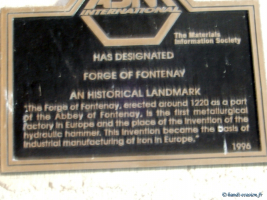 INTERNATIONAL
The Materials
Information Society
HAS DESIGNATED
FORGE OF FONTENAY
AN HISTORICAL LANDMARK
"The Forge of Fontenay, erected around 1220 as a part
of the Abbey of Fontenay, is the first metallurgical
factory in Europe and the place of the invention of the
hydraulic hammer. This invention became the basis of
industrial manufacturing of iron in Europe."
1996